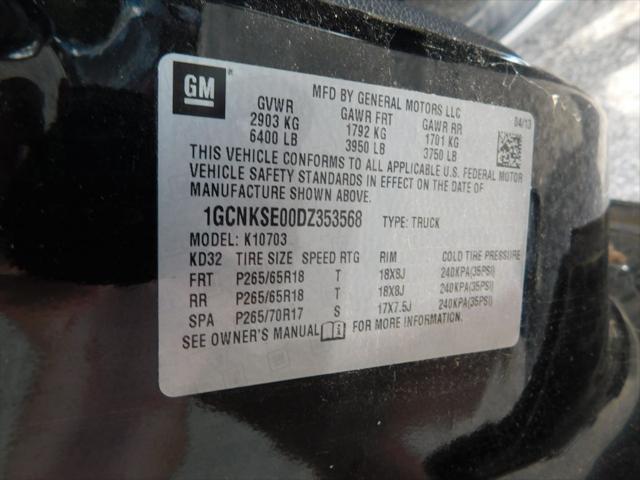 GM
MFD BY GENERAL MOTORS LLC
04/13
GVWR GAWR FRT GAWR RR
2903 KG 1792 KG 1701 KG
6400 LB 3950 LB 3750 LB
THIS VEHICLE CONFORMS TO ALL APPLICABLE U.S. FEDERAL MOTOR
VEHICLE SAFETY STANDARDS IN EFFECT ON THE DATE OF
MANUFACTURE SHOWN ABOVE.
1GCNKSE00DZ353568 TYPE: TRUCK
MODEL: K10703
KD32 TIRE SIZE SPEED RTG RIM COLD TIRE PRESSURE
FRT P265/65R18 T 18X8J 240KPA(35PSI)
RR P265/65R18 T 18X8J 240KPA(35PSI)
SPA P265/70R17 S 17X7.5J 240KPA(35PSI)
SEE OWNER'S MANUAL FOR MORE INFORMATION.